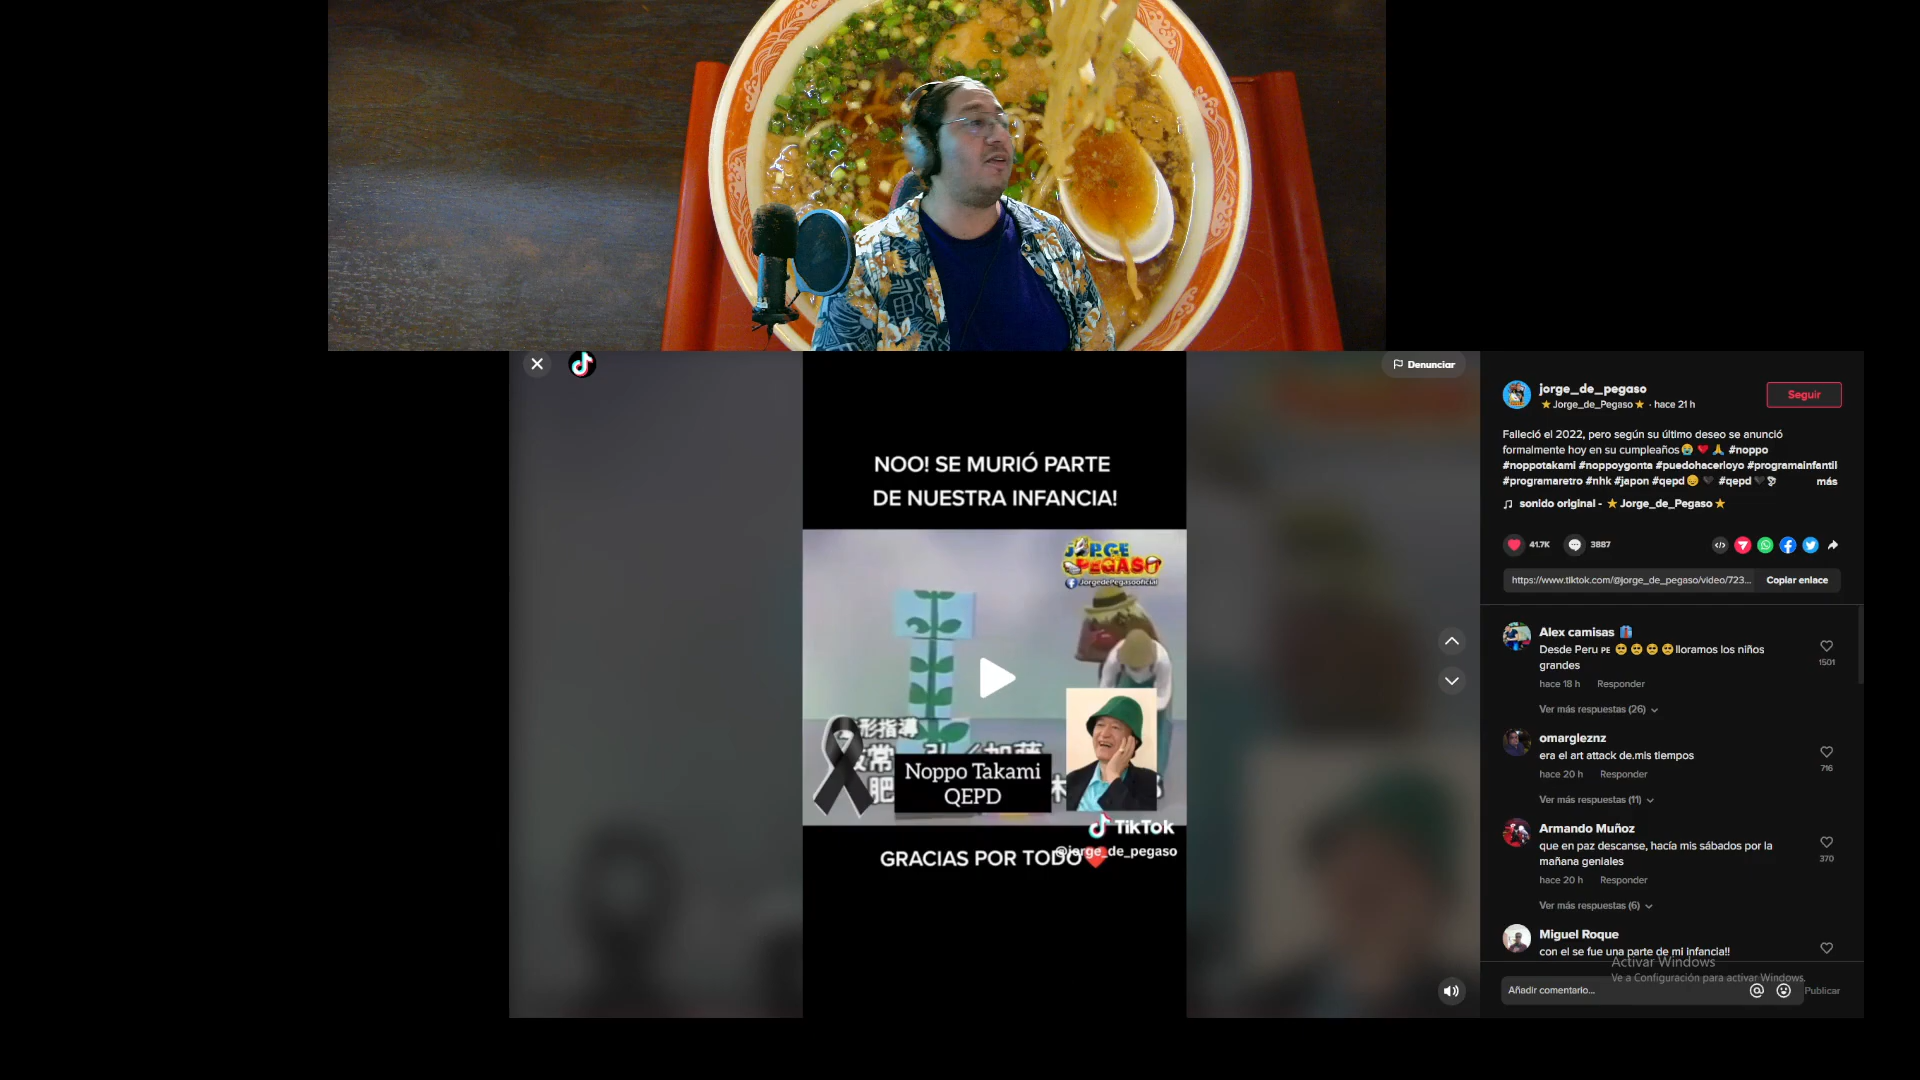 Denunciar
NOO! SE MURIÓ PARTE
DE NUESTRA INFANCIA!
JORGE
PEGASO
JorgedePegasooficial
形指導
Noppo Takami
QEPD
TikTok
@jorge_de_pegaso
GRACIAS POR TODO❤️
jorge_de_pegaso
⭐Jorge_de_Pegaso⭐ · hace 21 h
Seguir
Falleció el 2022, pero según su último deseo se anunció
formalmente hoy en su cumpleaños😭❤️🙏 #noppo
#noppotakami #noppoygonta #puedohacerloyo #programainfantil
#programaretro #nhk #japon #qepd😔🖤 #qepd🖤🕊 más
♫ sonido original - ⭐Jorge_de_Pegaso⭐
41.7K
3887
https://www.tiktok.com/@jorge_de_pegaso/video/723...
Copiar enlace
Alex camisas
Desde Peru PE 🥺🥺🥺🥺lloramos los niños
grandes
1501
hace 18 h Responder
Ver más respuestas (26)
omargleznz
era el art attack de.mis tiempos
716
hace 20 h Responder
Ver más respuestas (11)
Armando Muñoz
que en paz descanse, hacía mis sábados por la
mañana geniales
370
hace 20 h Responder
Ver más respuestas (6)
Miguel Roque
con el se fue una parte de mi infancia!!
Activar Windows
Ve a Configuración para activar Windows.
Añadir comentario...
Publicar